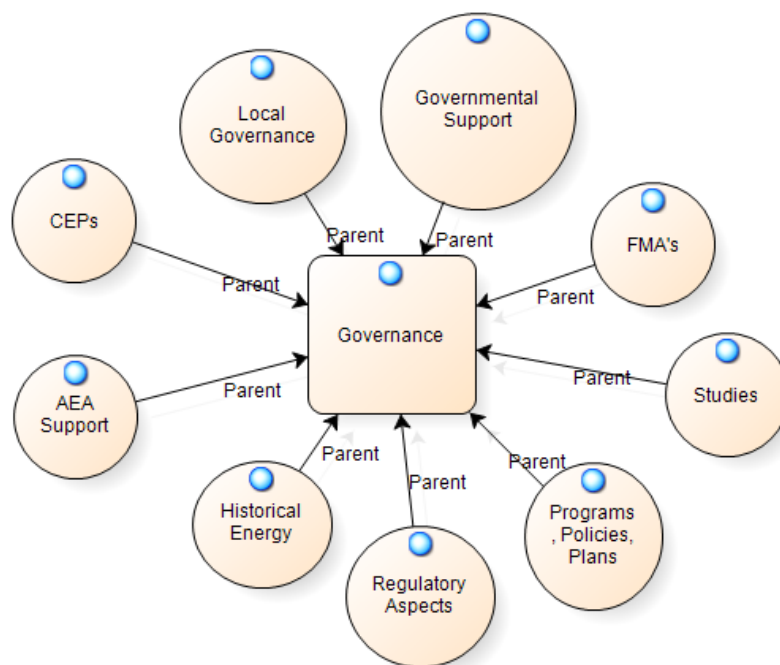 Governmental
Support
Local
Governance
CEPs
FMA's
Parent
Parent
Parent
Parent
Governance
Parent
Parent
Studies
AEA
Support
Parent
Parent
Parent
Historical
Energy
Programs
, Policies,
Plans
Regulatory
Aspects